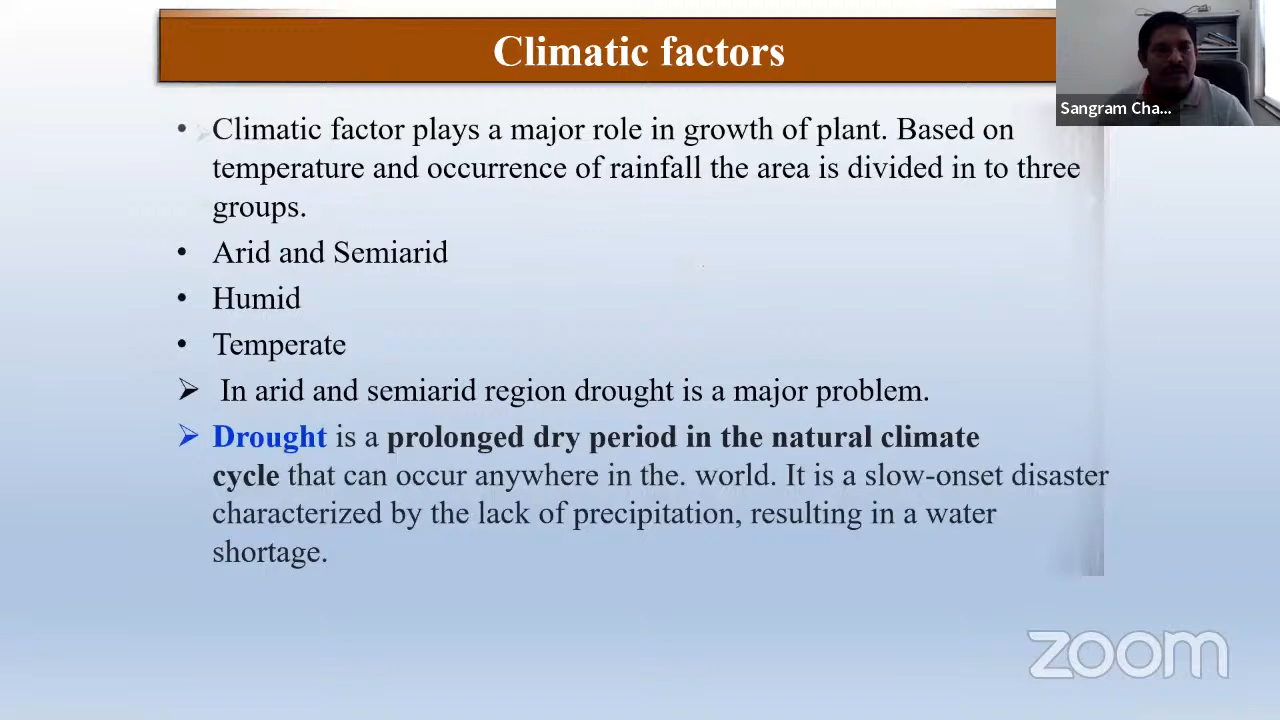 Climatic factors
Sangram Cha...
• Climatic factor plays a major role in growth of plant. Based on
temperature and occurrence of rainfall the area is divided in to three
groups.
• Arid and Semiarid
• Humid
• Temperate
➢ In arid and semiarid region drought is a major problem.
➢ Drought is a prolonged dry period in the natural climate
cycle that can occur anywhere in the. world. It is a slow-onset disaster
characterized by the lack of precipitation, resulting in a water
shortage.
zoom